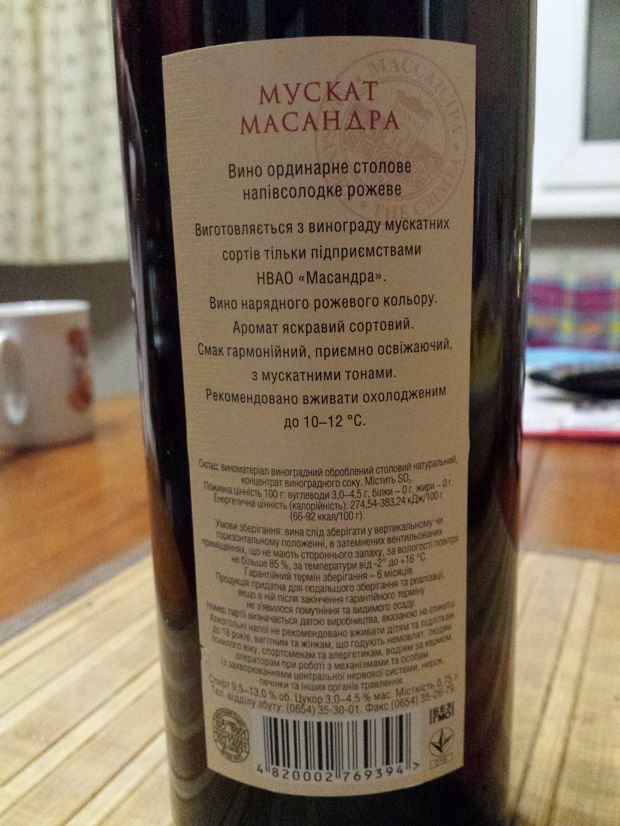 МУСКАТ
МАСАНДРА
МАССАНДРА
THE CRIMEA
Вино ординарне столове
напівсолодке рожеве
Виготовляється з винограду мускатних
сортів тільки підприємствами
НВАО «Масандра».
Вино нарядного рожевого кольору.
Аромат яскравий сортовий.
Смак гармонійний, приємно освіжаючий,
з мускатними тонами.
Рекомендовано вживати охолодженим
до 10–12 °С.
Склад: виноматеріал виноградний оброблений столовий натуральний,
концентрат виноградного соку. Містить SO₂.
Поживна цінність 100 г: вуглеводи 3,0–4,5 г, білки – 0 г, жири – 0 г.
Енергетична цінність (калорійність): 274,54-383,24 кДж/100 г
(66-92 ккал/100 г).
Умови зберігання: вина слід зберігати у вертикальному чи
горизонтальному положенні, в затемнених вентильованих
приміщеннях, що не мають стороннього запаху, за вологості повітря
не більше 85 %, за температури від -2° до +16 °С.
Гарантійний термін зберігання – 6 місяців.
Продукція придатна для подальшого зберігання та реалізації,
якщо в ній після закінчення гарантійного терміну
не з'явилося помутніння та видимого осаду.
Номер партії визначається датою виробництва, вказаною на етикетці.
Алкогольні напої не рекомендовано вживати дітям та підліткам
до 18 років, вагітним та жінкам, що годують немовлят, людям
похилого віку, спортсменам та алергетикам, водіям за кермом,
операторам при роботі з механізмами та особам
із захворюваннями центральної нервової системи, нирок,
печінки та інших органів травлення.
Спирт 9,5–13,0% об. Цукор 3,0–4,5 % мас. Місткість 0,75 л
Тел. відділу збуту: (0654) 35-30-01. Факс (0654) 35-26-79.
БЕЗ
ГМО
4 820002 769394